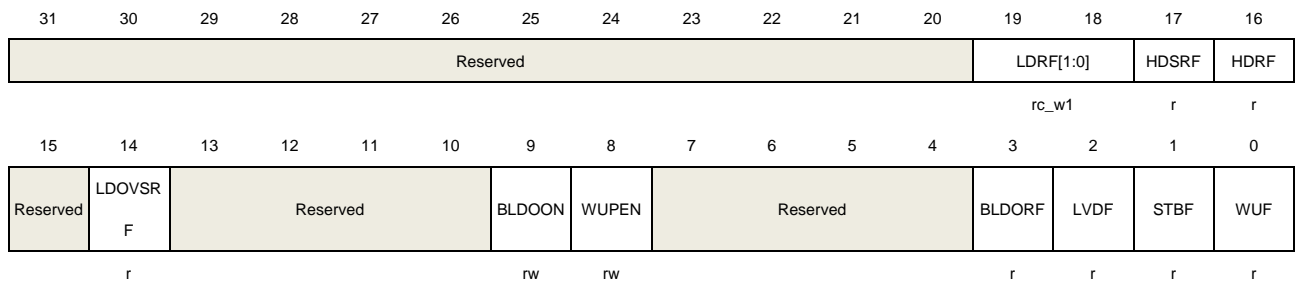 31 30 29 28 27 26 25 24 23 22 21 20 19 18 17 16
Reserved LDRF[1:0] HDSRF HDRF
rc_w1 r r
15 14 13 12 11 10 9 8 7 6 5 4 3 2 1 0
Reserved LDOVSR
F Reserved BLDOON WUPEN Reserved BLDORF LVDF STBF WUF
r rw rw r r r r